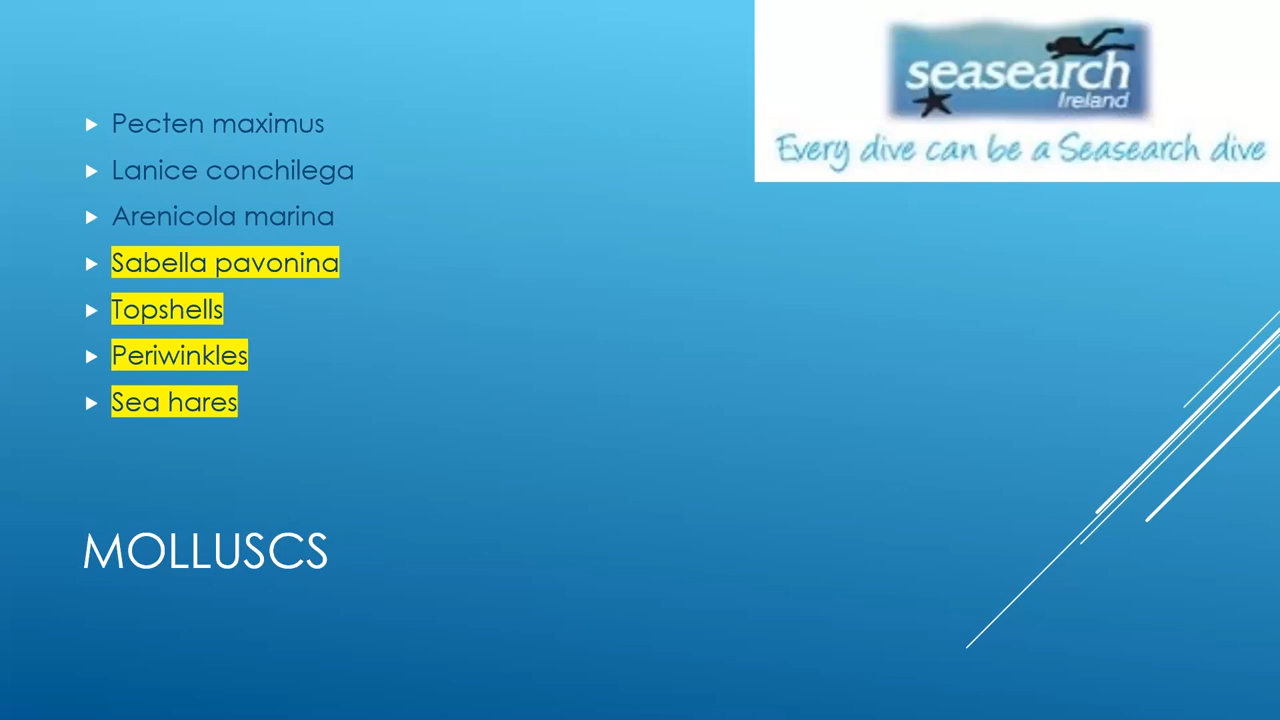 seasearch
Ireland
Every dive can be a Seasearch dive
Pecten maximus
Lanice conchilega
Arenicola marina
Sabella pavonina
Topshells
Periwinkles
Sea hares
MOLLUSCS